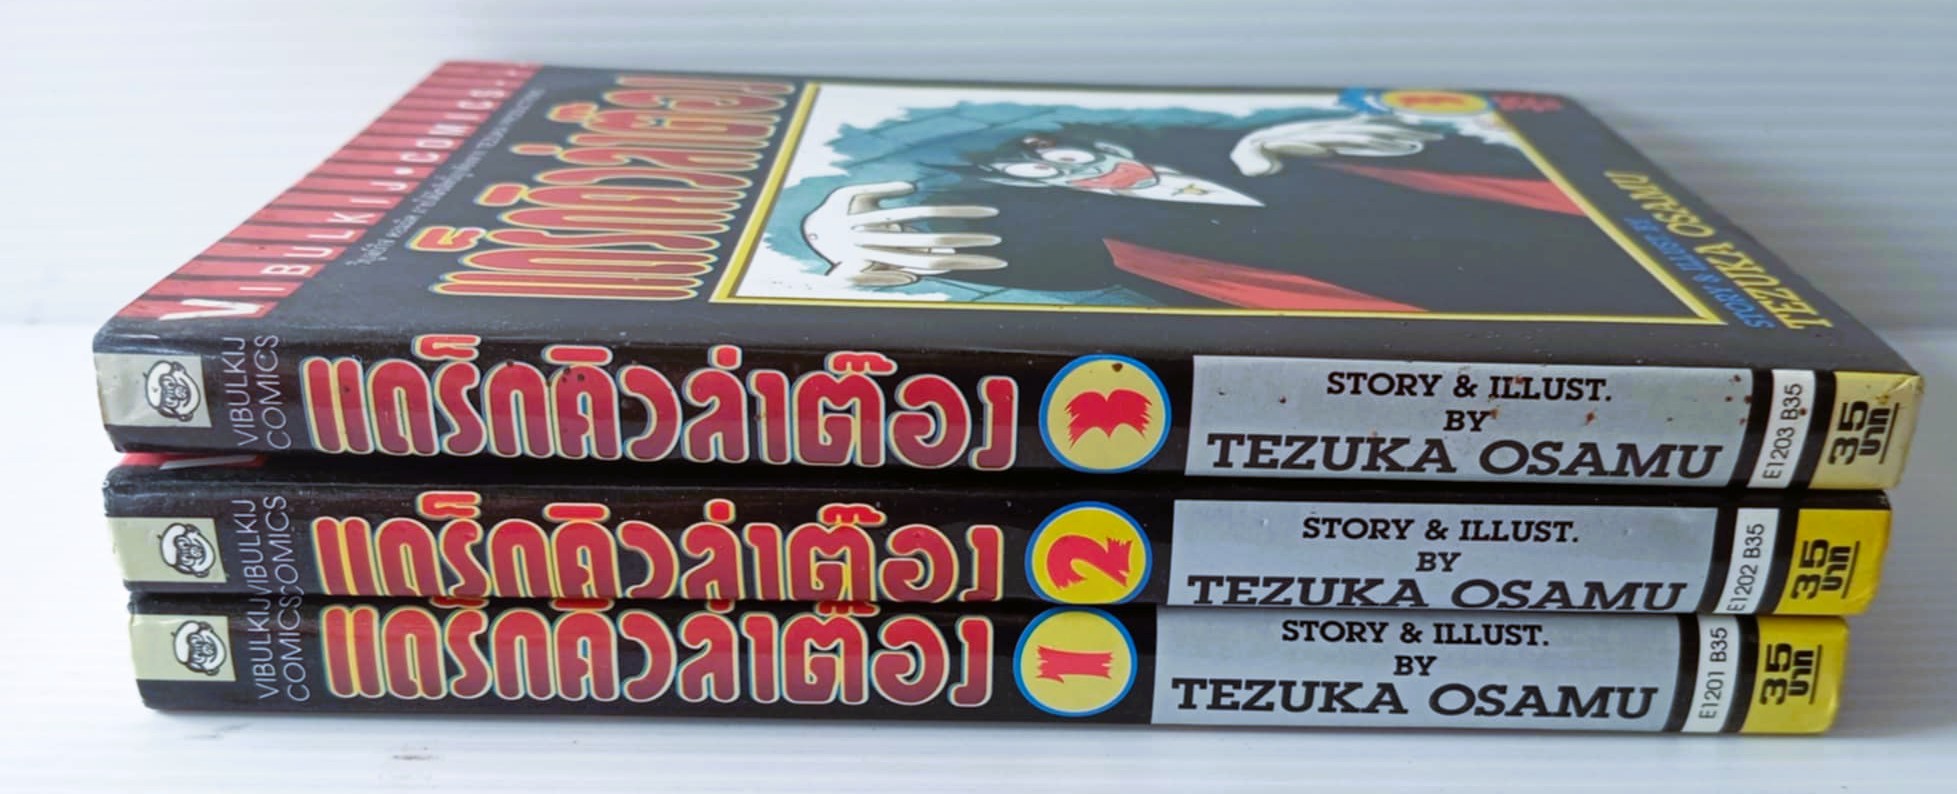 VIBULKIJ•COMICS
แดร็กคิวล่าต๊อง
STORY & ILLUST BY
TEZUKA OSAMU
VIBULKIJ
COMICS
แดร็กคิวล่าต๊อง
3
STORY & ILLUST.
BY
TEZUKA OSAMU
E1203 B35
35
บาท
VIBULKIJ
COMICS
แดร็กคิวล่าต๊อง
2
STORY & ILLUST.
BY
TEZUKA OSAMU
E1202 B35
35
บาท
VIBULKIJ
COMICS
แดร็กคิวล่าต๊อง
1
STORY & ILLUST.
BY
TEZUKA OSAMU
E1201 B35
35
บาท